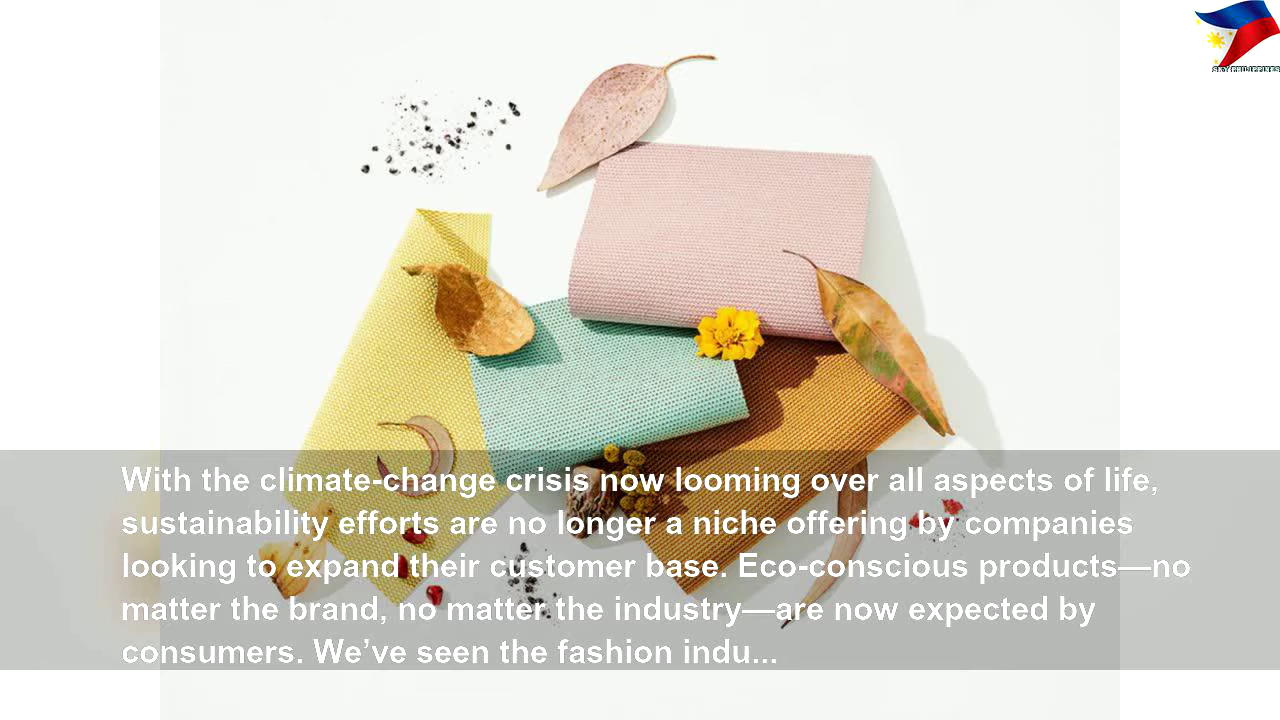 SKY PHILIPPINES
With the climate-change crisis now looming over all aspects of life,
sustainability efforts are no longer a niche offering by companies
looking to expand their customer base. Eco-conscious products—no
matter the brand, no matter the industry—are now expected by
consumers. We’ve seen the fashion indu...